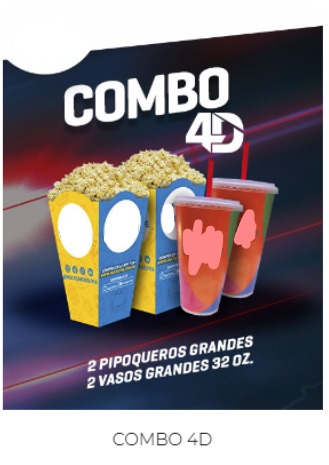 COMBO
4D
2 PIPOQUEROS GRANDES
2 VASOS GRANDES 32 OZ.
COMBO 4D